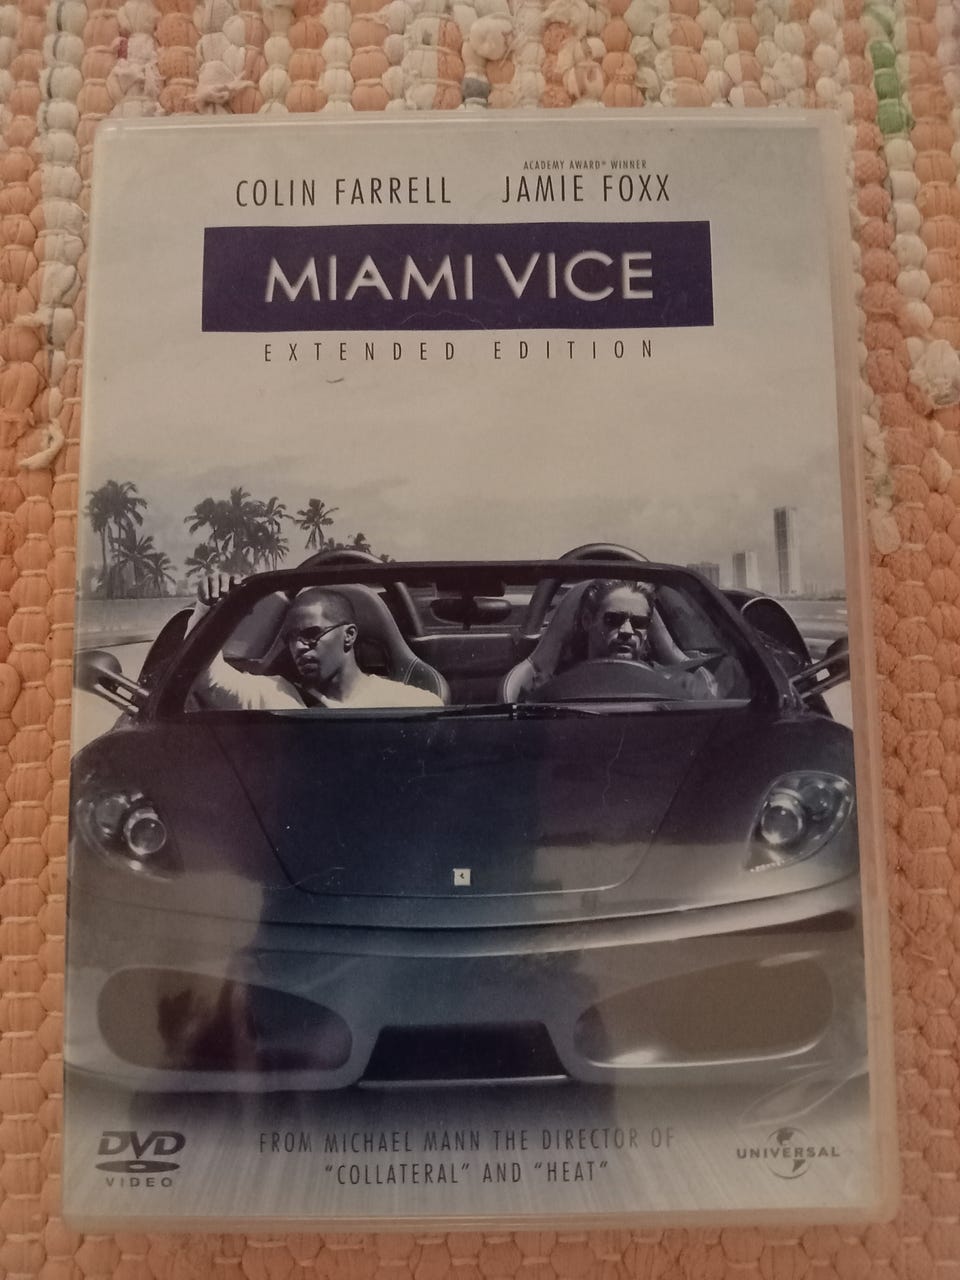 ACADEMY AWARD® WINNER
COLIN FARRELL JAMIE FOXX
MIAMI VICE
EXTENDED EDITION
FROM MICHAEL MANN THE DIRECTOR OF
"COLLATERAL" AND "HEAT"
DVD
VIDEO
UNIVERSAL